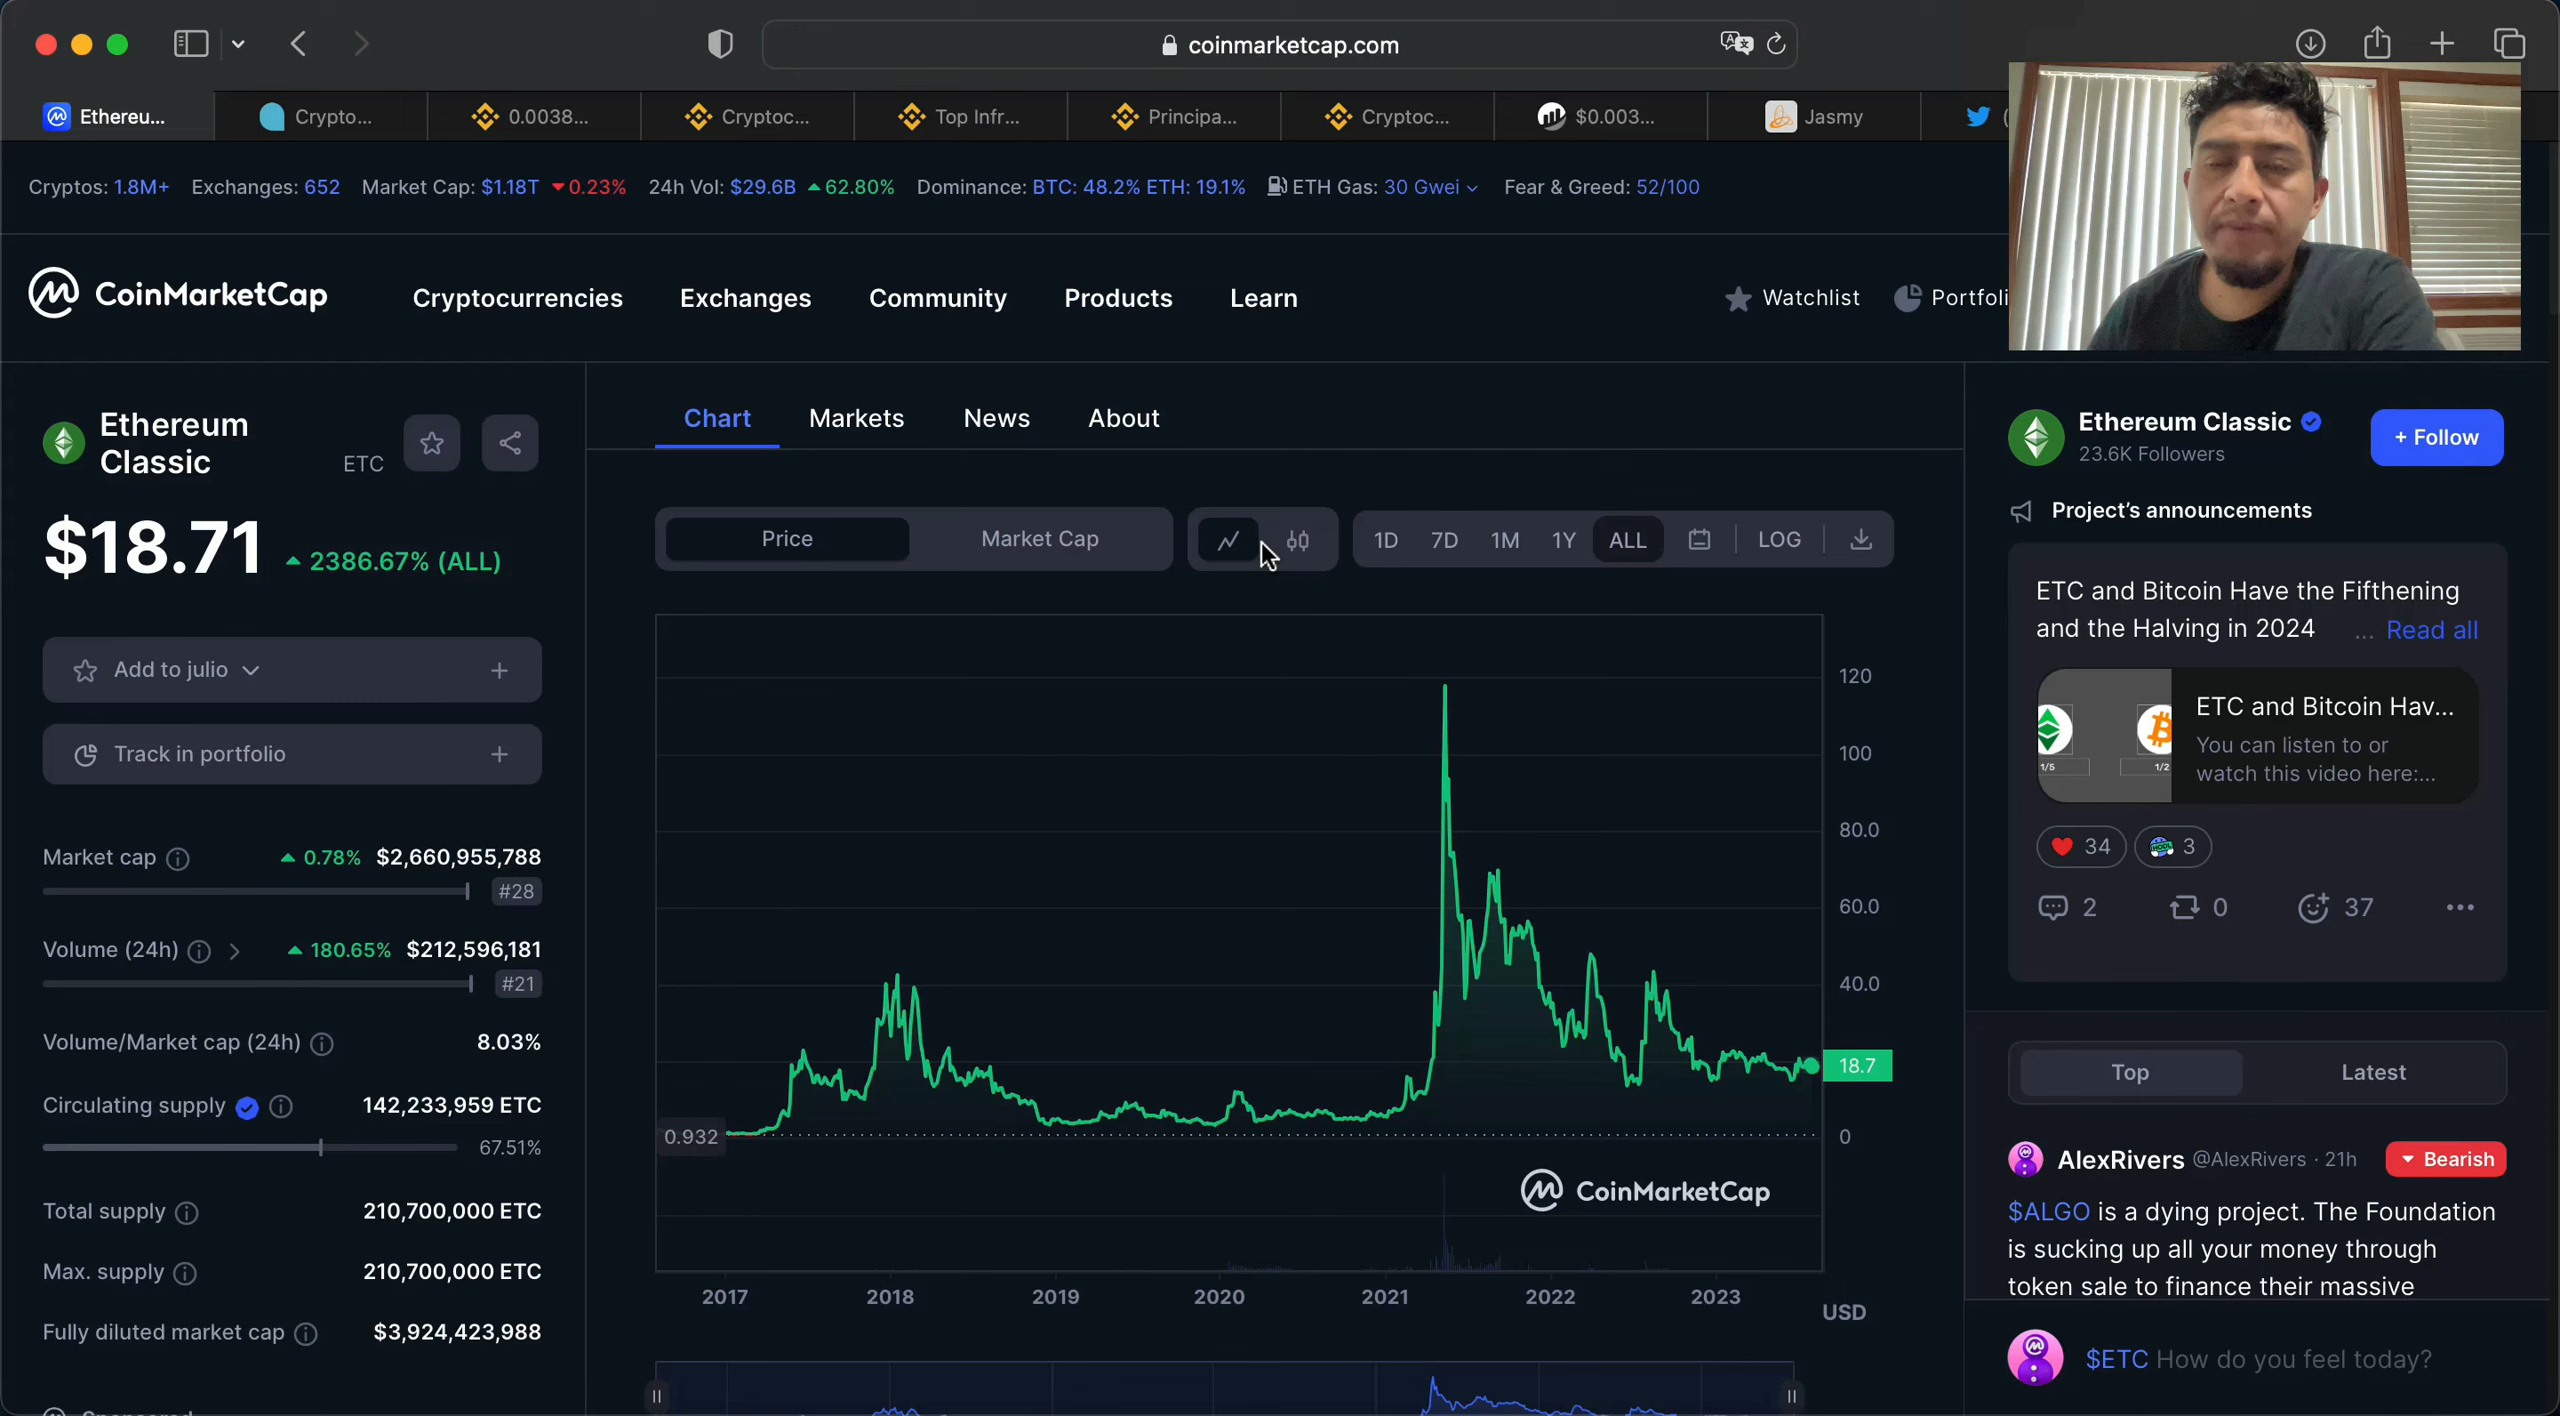 coinmarketcap.com
Ethereu...
Crypto...
0.0038...
Cryptoc...
Top Infr...
Principa...
Cryptoc...
$0.003...
Jasmy
(
Cryptos: 1.8M+ Exchanges: 652 Market Cap: $1.18T 0.23% 24h Vol: $29.6B 62.80% Dominance: BTC: 48.2% ETH: 19.1% ETH Gas: 30 Gwei Fear & Greed: 52/100
CoinMarketCap
Cryptocurrencies
Exchanges
Community
Products
Learn
Watchlist
Portfoli
Ethereum
Classic
ETC
$18.71 2386.67% (ALL)
Add to julio +
Track in portfolio +
Market cap 0.78% $2,660,955,788
#28
Volume (24h) 180.65% $212,596,181
#21
Volume/Market cap (24h) 8.03%
Circulating supply 142,233,959 ETC
67.51%
Total supply 210,700,000 ETC
Max. supply 210,700,000 ETC
Fully diluted market cap $3,924,423,988
Chart
Markets
News
About
Price
Market Cap
1D 7D 1M 1Y ALL LOG
120
100
80.0
60.0
40.0
18.7
0
0.932
CoinMarketCap
2017 2018 2019 2020 2021 2022 2023
USD
Ethereum Classic
23.6K Followers
+ Follow
Project's announcements
ETC and Bitcoin Have the Fifthening
and the Halving in 2024 ... Read all
1/5
1/2
ETC and Bitcoin Hav...
You can listen to or
watch this video here:...
34
3
2
0
37
Top
Latest
AlexRivers @AlexRivers · 21h Bearish
$ALGO is a dying project. The Foundation
is sucking up all your money through
token sale to finance their massive
$ETC How do you feel today?